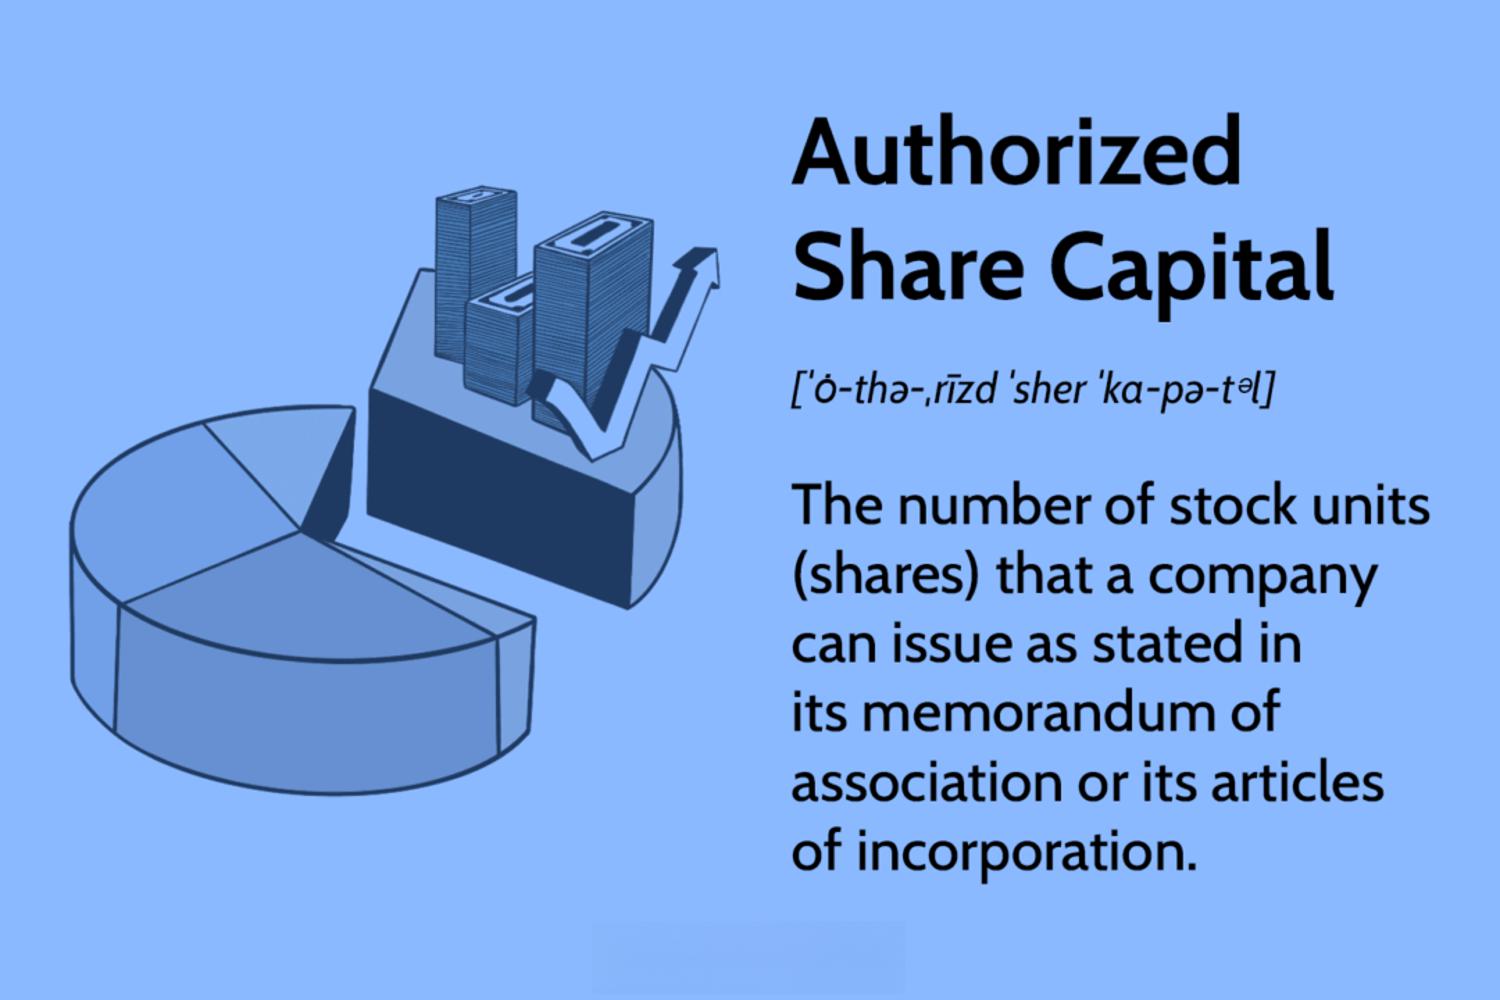 Authorized
Share Capital
[ˈȯ-thə-ˌrīzd ˈsher ˈka-pə-tᵊl]
The number of stock units
(shares) that a company
can issue as stated in
its memorandum of
association or its articles
of incorporation.